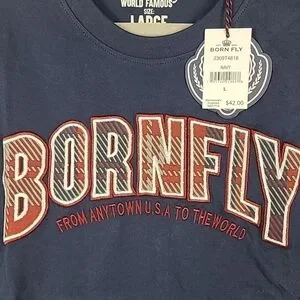 WORLD FAMOUS
SIZE:
LARGE
BORN FLY
NAVY
L
$42.00
BORNFLY
FROM ANYTOWN U.S.A TO THE WORLD